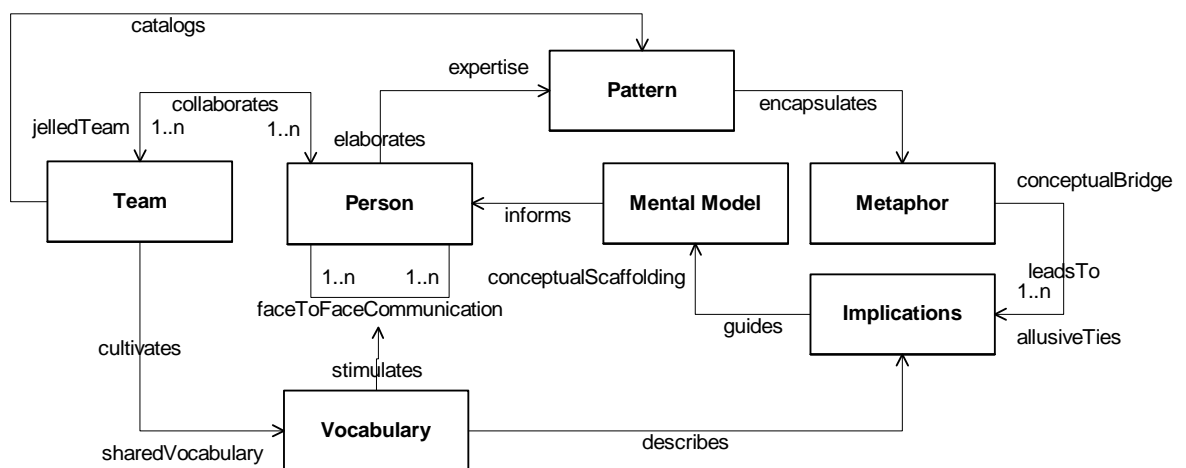 catalogs
expertise
Pattern
encapsulates
collaborates
jelledTeam
1..n
1..n
elaborates
Team
Person
informs
Mental Model
Metaphor
conceptualBridge
1..n
1..n
conceptualScaffolding
leadsTo
1..n
faceToFaceCommunication
guides
Implications
allusiveTies
cultivates
stimulates
Vocabulary
sharedVocabulary
describes